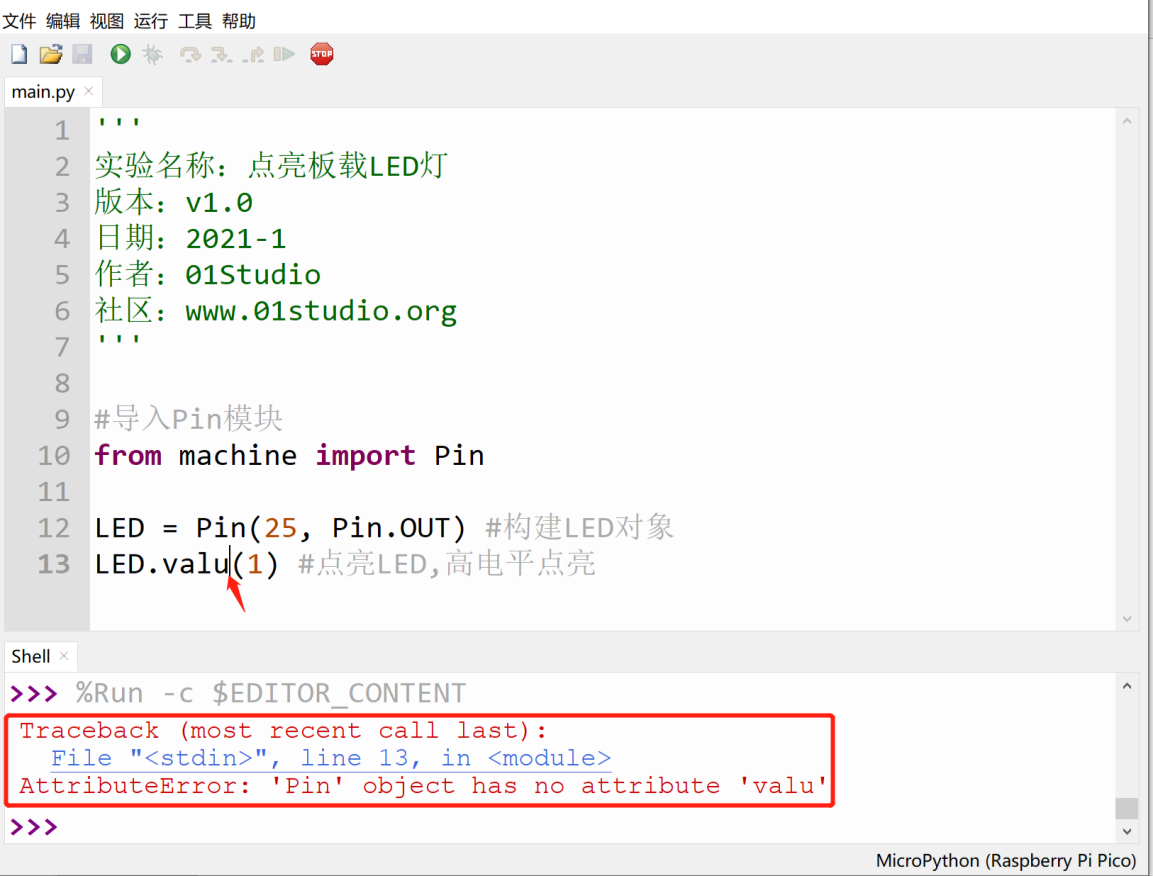 文件 编辑 视图 运行 工具 帮助
STOP
main.py ×
1 '''
2 实验名称：点亮板载LED灯
3 版本：v1.0
4 日期：2021-1
5 作者：01Studio
6 社区：www.01studio.org
7 '''
8
9 #导入Pin模块
10 from machine import Pin
11
12 LED = Pin(25, Pin.OUT) #构建LED对象
13 LED.valu(1) #点亮LED,高电平点亮
Shell ×
>>> %Run -c $EDITOR_CONTENT
Traceback (most recent call last):
File "<stdin>", line 13, in <module>
AttributeError: 'Pin' object has no attribute 'valu'
>>>
MicroPython (Raspberry Pi Pico)